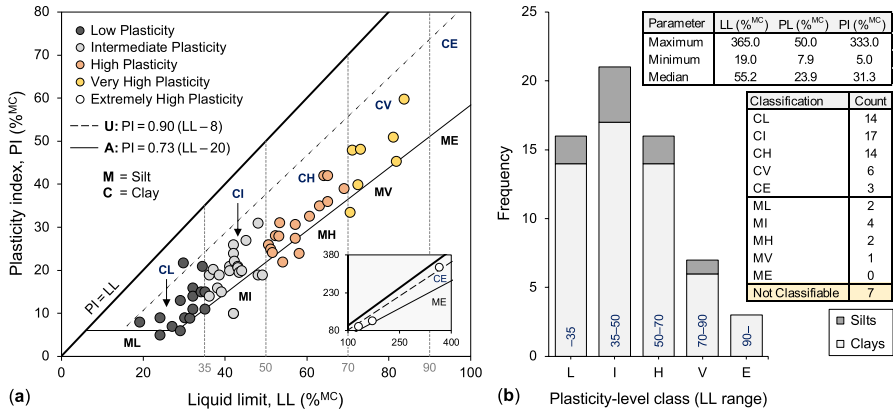 80
70
60
50
40
30
20
10
0
Plasticity index, PI (%MC)
Low Plasticity
Intermediate Plasticity
High Plasticity
Very High Plasticity
Extremely High Plasticity
U: PI = 0.90 (LL – 8)
A: PI = 0.73 (LL – 20)
M = Silt
C = Clay
PI = LL
CL
CI
CH
CV
CE
ML
MI
MH
MV
ME
380
230
80
CE
ME
100 250 400
0 20 35 40 50 60 70 80 90 100
Liquid limit, LL (%MC)
(a)
25
20
15
10
5
0
Frequency
Parameter LL (%MC) PL (%MC) PI (%MC)
Maximum 365.0 50.0 333.0
Minimum 19.0 7.9 5.0
Median 55.2 23.9 31.3
Classification Count
CL 14
CI 17
CH 14
CV 6
CE 3
ML 2
MI 4
MH 2
MV 1
ME 0
Not Classifiable 7
Silts
Clays
–35 35–50 50–70 70–90 90–
L I H V E
Plasticity-level class (LL range)
(b)